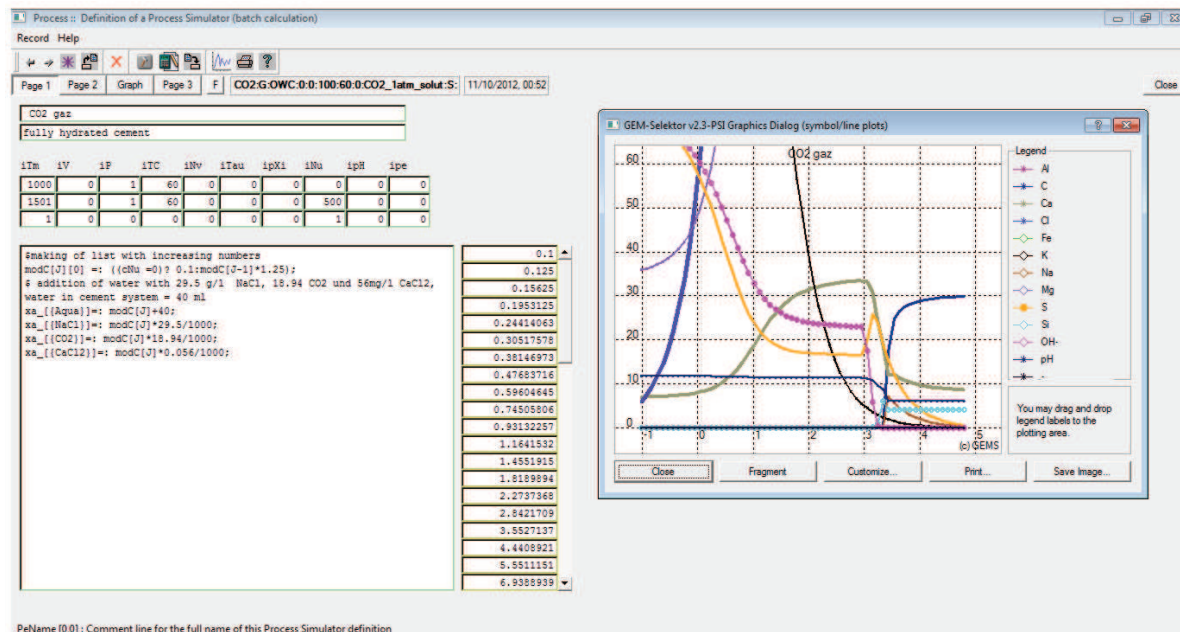 Process :: Definition of a Process Simulator (batch calculation)
Record Help
Page 1 Page 2 Graph Page 3 F CO2:G:OWC:0:0:100:60:0:CO2_1atm_solut:S: 11/10/2012, 00:52 Close
CO2 gaz
fully hydrated cement
iTm iV iP iTC iNv iTau ipXi iNu ipH ipe
1000 0 1 60 0 0 0 0 0 0
1501 0 1 60 0 0 0 500 0 0
1 0 0 0 0 0 0 1 0 0
$making of list with increasing numbers
modC[J][0] =: ((cNu =0)? 0.1:modC[J-1]*1.25);
$ addition of water with 29.5 g/l NaCl, 18.94 CO2 und 56mg/l CaCl2,
water in cement system = 40 ml
xa_[{Aqua}]=: modC[J]+40;
xa_[{NaCl}]=: modC[J]*29.5/1000;
xa_[{CO2}]=: modC[J]*18.94/1000;
xa_[{CaCl2}]=: modC[J]*0.056/1000;
0.1
0.125
0.15625
0.1953125
0.24414063
0.30517578
0.38146973
0.47683716
0.59604645
0.74505806
0.93132257
1.1641532
1.4551915
1.8189894
2.2737368
2.8421709
3.5527137
4.4408921
5.5511151
6.9388939
GEM-Selektor v2.3-PSI Graphics Dialog (symbol/line plots)
CO2 gaz
60
50
40
30
20
10
0
-1 0 1 2 3 4 5
(c) GEMS
Legend
Al
C
Ca
Cl
Fe
K
Na
Mg
S
Si
OH-
pH
.-
You may drag and drop
legend labels to the
plotting area.
Close Fragment Customize... Print... Save Image...
PeName [0,0] : Comment line for the full name of this Process Simulator definition